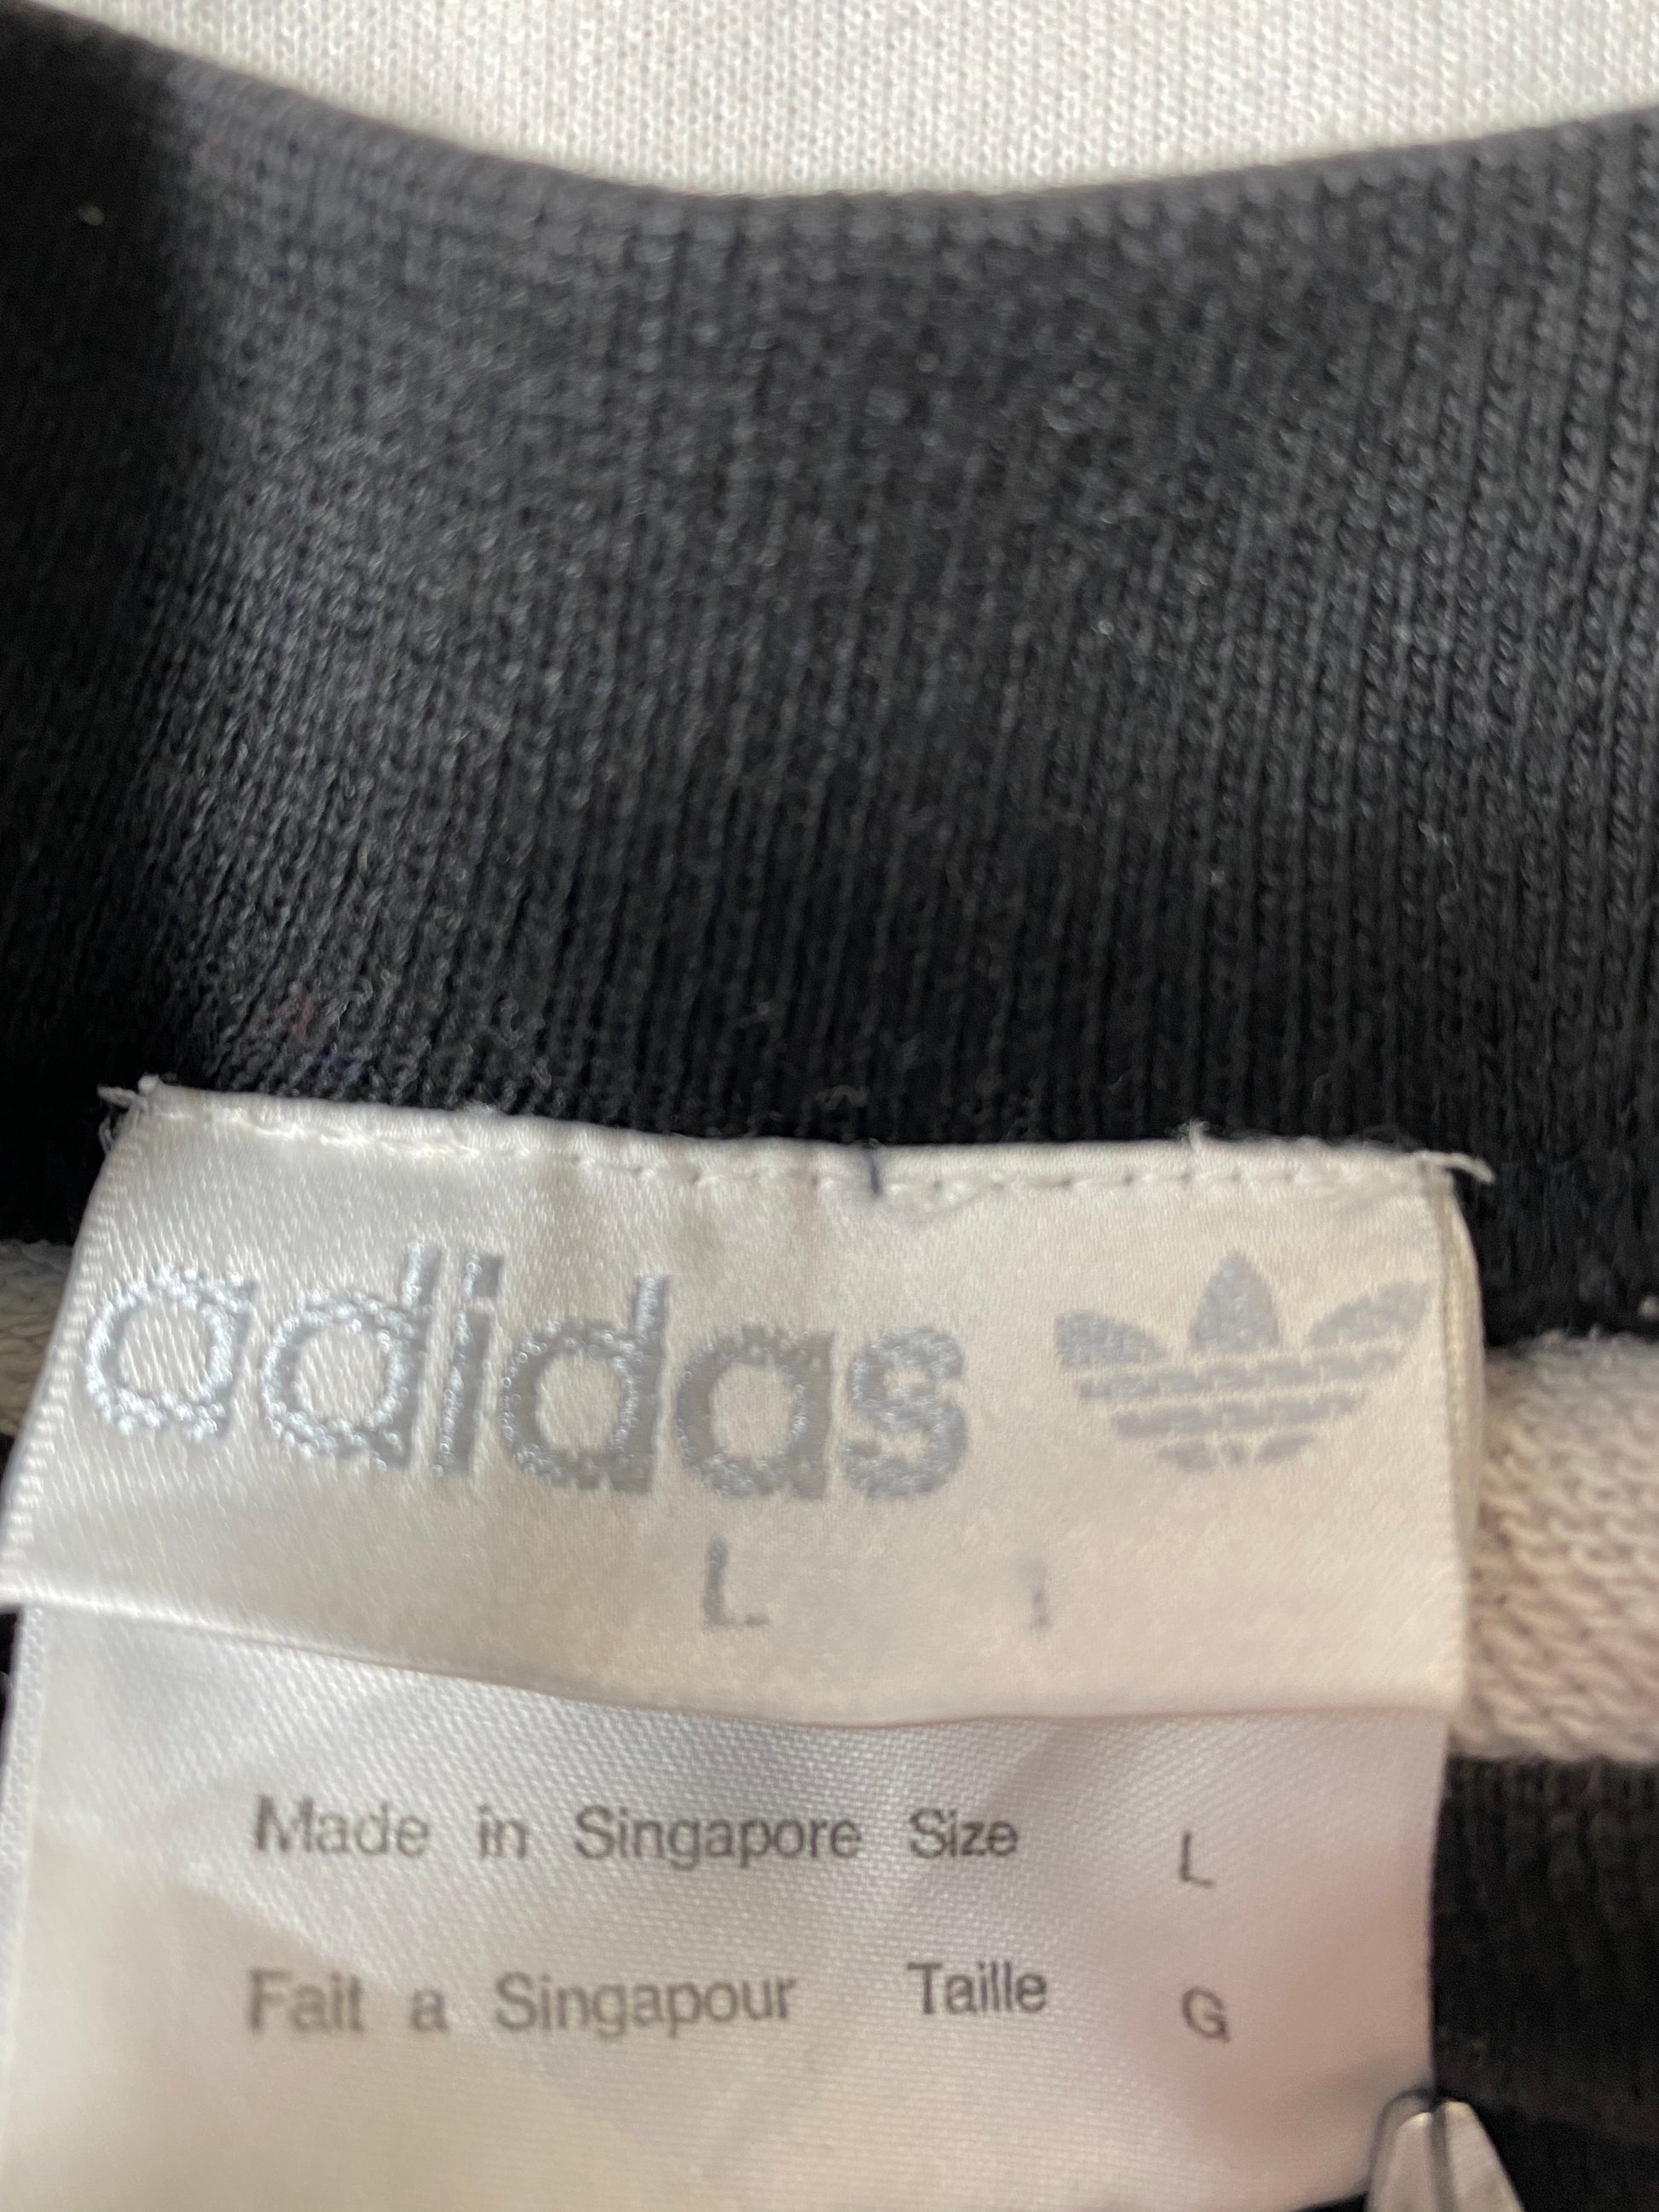 adidas
L
Made in Singapore Size L
Fait a Singapour Taille G